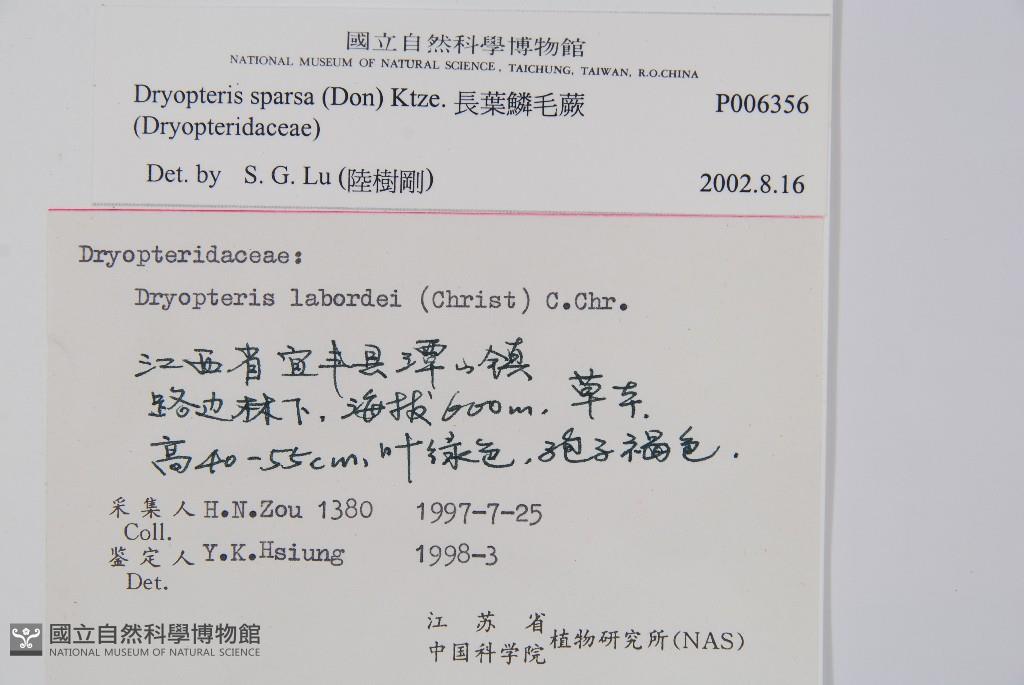 國立自然科學博物館
NATIONAL MUSEUM OF NATURAL SCIENCE, TAICHUNG, TAIWAN, R.O.CHINA
Dryopteris sparsa (Don) Ktze. 長葉鱗毛蕨 P006356
(Dryopteridaceae)
Det. by S. G. Lu (陸樹剛) 2002.8.16
Dryopteridaceae:
Dryopteris labordei (Christ) C.Chr.
江西省宜丰县潭山镇
路边林下, 海拔600m, 草本.
高40-55cm, 叶绿色, 孢子褐色.
采集人 H.N.Zou 1380 1997-7-25
Coll.
鉴定人 Y.K.Hsiung 1998-3
Det.
江苏省
中国科学院 植物研究所(NAS)
國立自然科學博物館
NATIONAL MUSEUM OF NATURAL SCIENCE